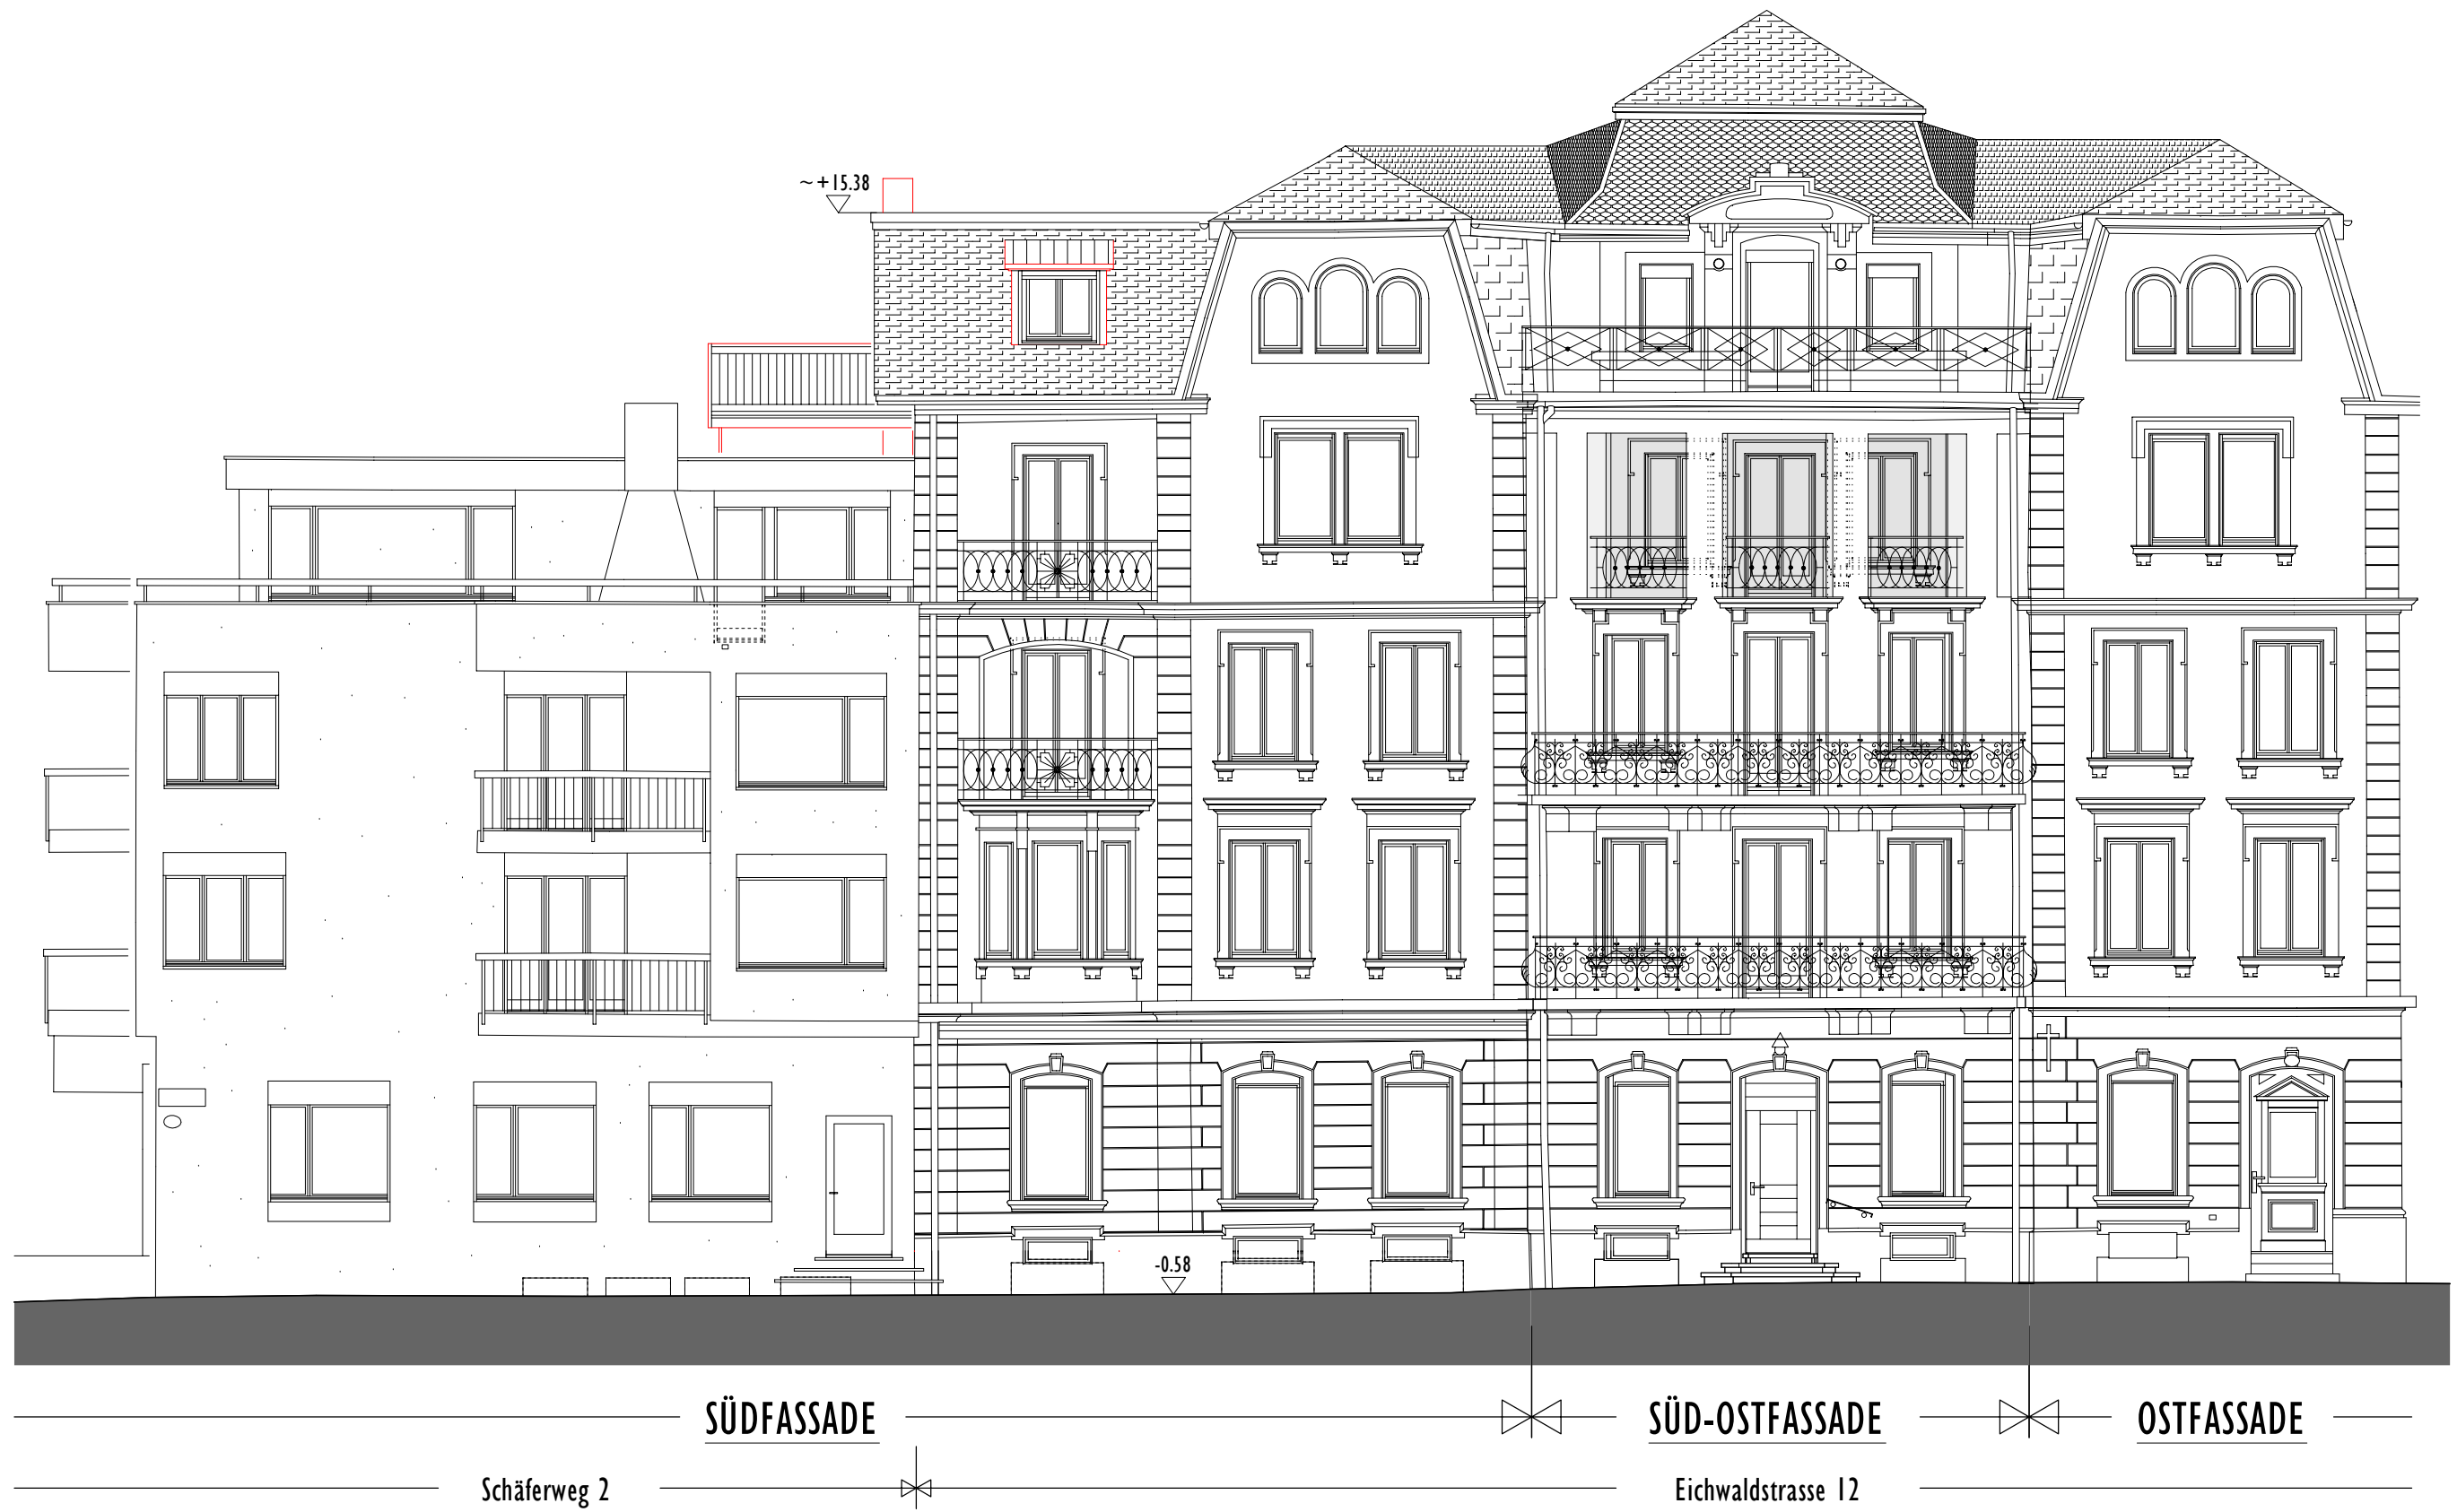 ~+15.38
-0.58
SÜDFASSADE
SÜD-OSTFASSADE
OSTFASSADE
Schäferweg 2
Eichwaldstrasse 12